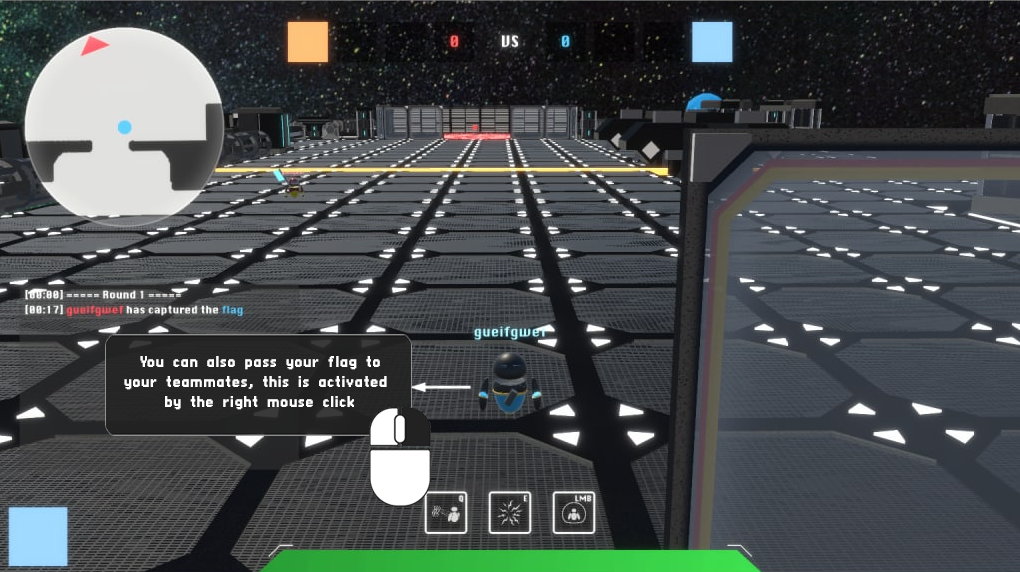 0 VS 0
[00:00] ===== Round 1 =====
[00:17] gueifgwef has captured the flag
gueifgwef
You can also pass your flag to
your teammates, this is activated
by the right mouse click
Q
E
LMB